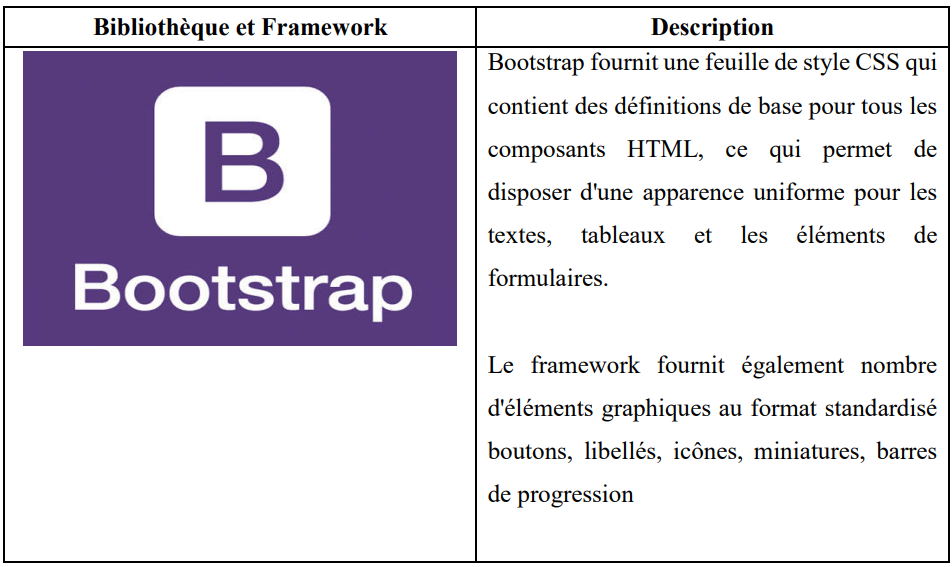 Bibliothèque et Framework
Description
B
Bootstrap
Bootstrap fournit une feuille de style CSS qui
contient des définitions de base pour tous les
composants HTML, ce qui permet de
disposer d'une apparence uniforme pour les
textes, tableaux et les éléments de
formulaires.
Le framework fournit également nombre
d'éléments graphiques au format standardisé
boutons, libellés, icônes, miniatures, barres
de progression